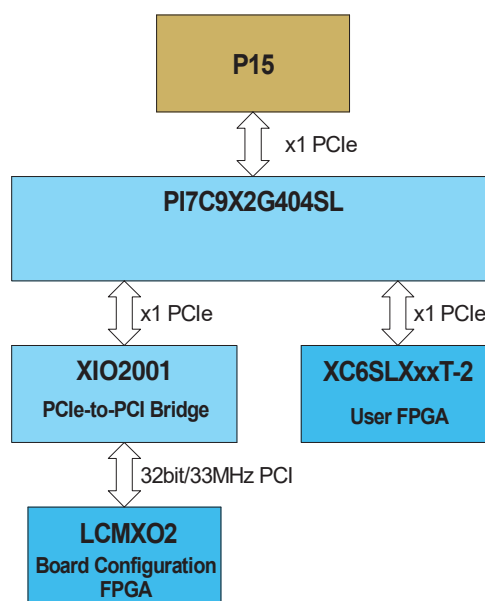 P15
x1 PCIe
PI7C9X2G404SL
x1 PCIe
x1 PCIe
XIO2001
PCIe-to-PCI Bridge
XC6SLXxxT-2
User FPGA
32bit/33MHz PCI
LCMXO2
Board Configuration
FPGA